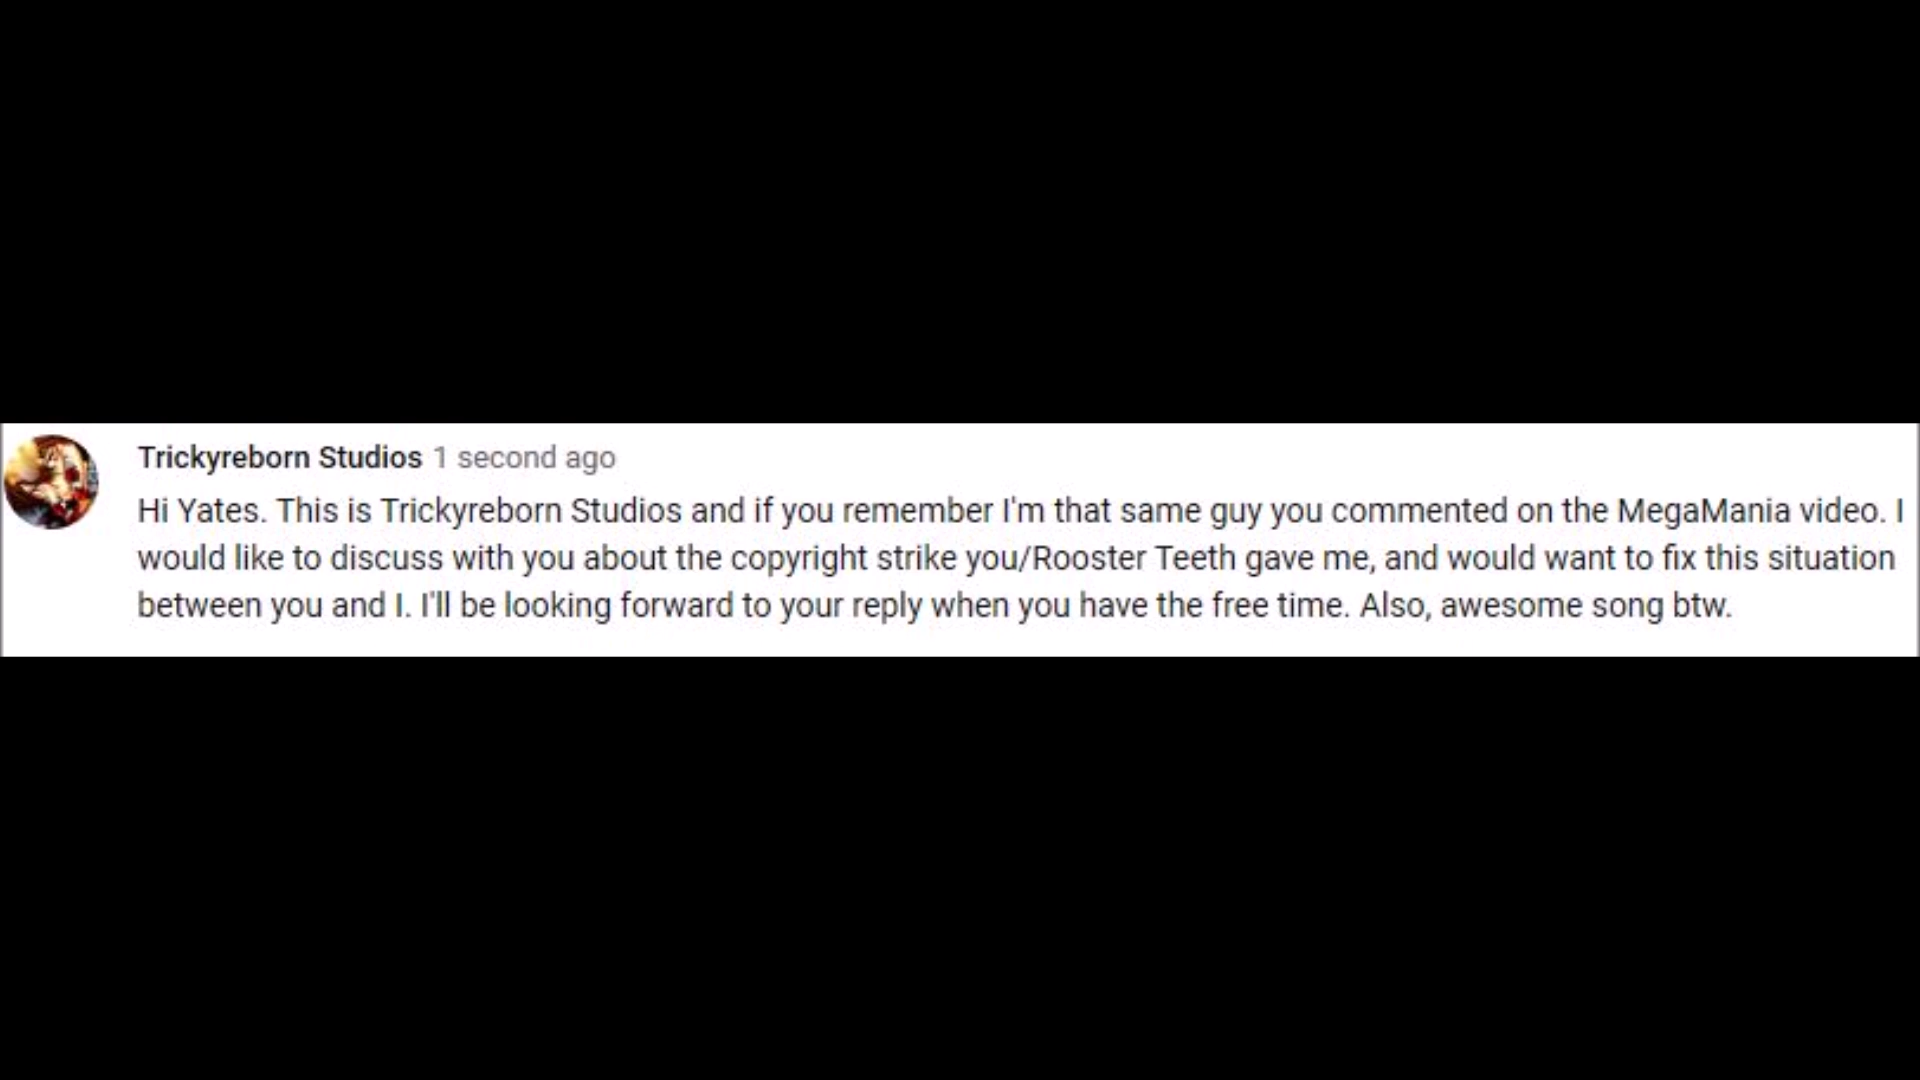 Trickyreborn Studios 1 second ago
Hi Yates. This is Trickyreborn Studios and if you remember I'm that same guy you commented on the MegaMania video. I
would like to discuss with you about the copyright strike you/Rooster Teeth gave me, and would want to fix this situation
between you and I. I'll be looking forward to your reply when you have the free time. Also, awesome song btw.